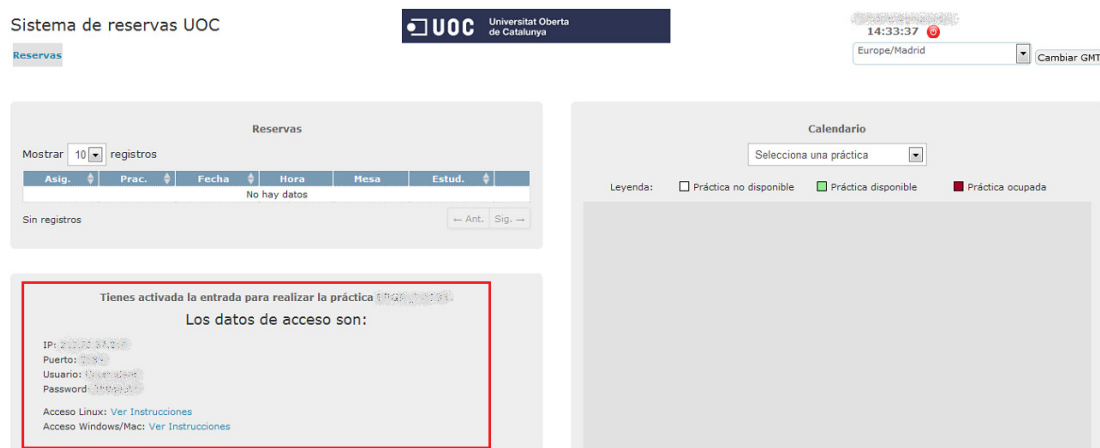 Sistema de reservas UOC
UOC Universitat Oberta
de Catalunya
14:33:37
Reservas
Europe/Madrid
Cambiar GMT
Reservas
Mostrar 10 registros
Asig. Prac. Fecha Hora Mesa Estud.
No hay datos
Sin registros
← Ant. Sig. →
Calendario
Selecciona una práctica
Leyenda: Práctica no disponible Práctica disponible Práctica ocupada
Tienes activada la entrada para realizar la práctica
Los datos de acceso son:
IP:
Puerto:
Usuario:
Password:
Acceso Linux: Ver Instrucciones
Acceso Windows/Mac: Ver Instrucciones